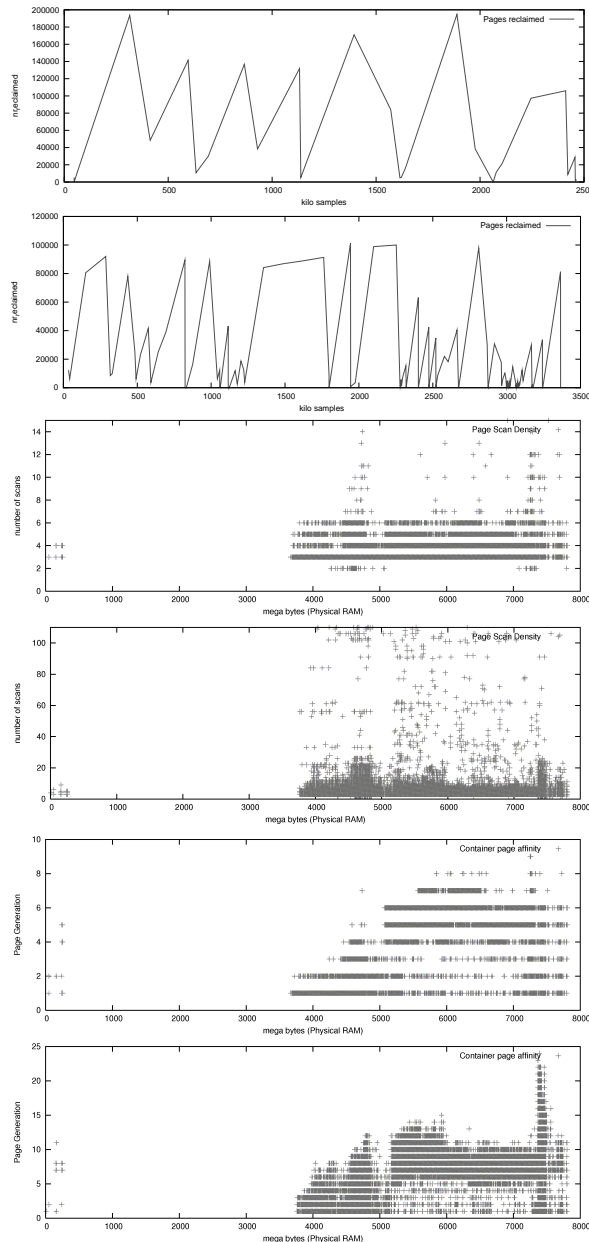 200000
Pages reclaimed
180000
160000
140000
120000
100000
80000
60000
40000
20000
0
nrreclaimed
0 500 1000 1500 2000 2500
kilo samples
120000
Pages reclaimed
100000
80000
60000
40000
20000
0
nrreclaimed
0 500 1000 1500 2000 2500 3000 3500
kilo samples
Page Scan Density
14
12
10
8
6
4
2
0
number of scans
0 1000 2000 3000 4000 5000 6000 7000 8000
mega bytes (Physical RAM)
Page Scan Density
100
80
60
40
20
0
number of scans
0 1000 2000 3000 4000 5000 6000 7000 8000
mega bytes (Physical RAM)
10
Container page affinity
8
6
4
2
0
Page Generation
0 1000 2000 3000 4000 5000 6000 7000 8000
mega bytes (Physical RAM)
25
Container page affinity
20
15
10
5
0
Page Generation
0 1000 2000 3000 4000 5000 6000 7000 8000
mega bytes (Physical RAM)